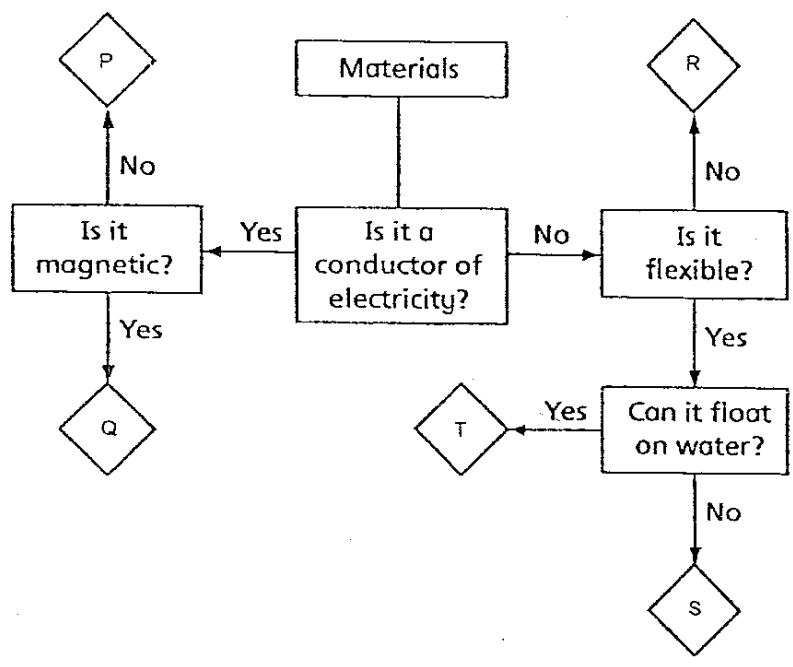 P
Materials
R
No
No
Is it
magnetic?
Yes
Is it a
conductor of
electricity?
No
Is it
flexible?
Yes
Yes
Q
T
Yes
Can it float
on water?
No
S